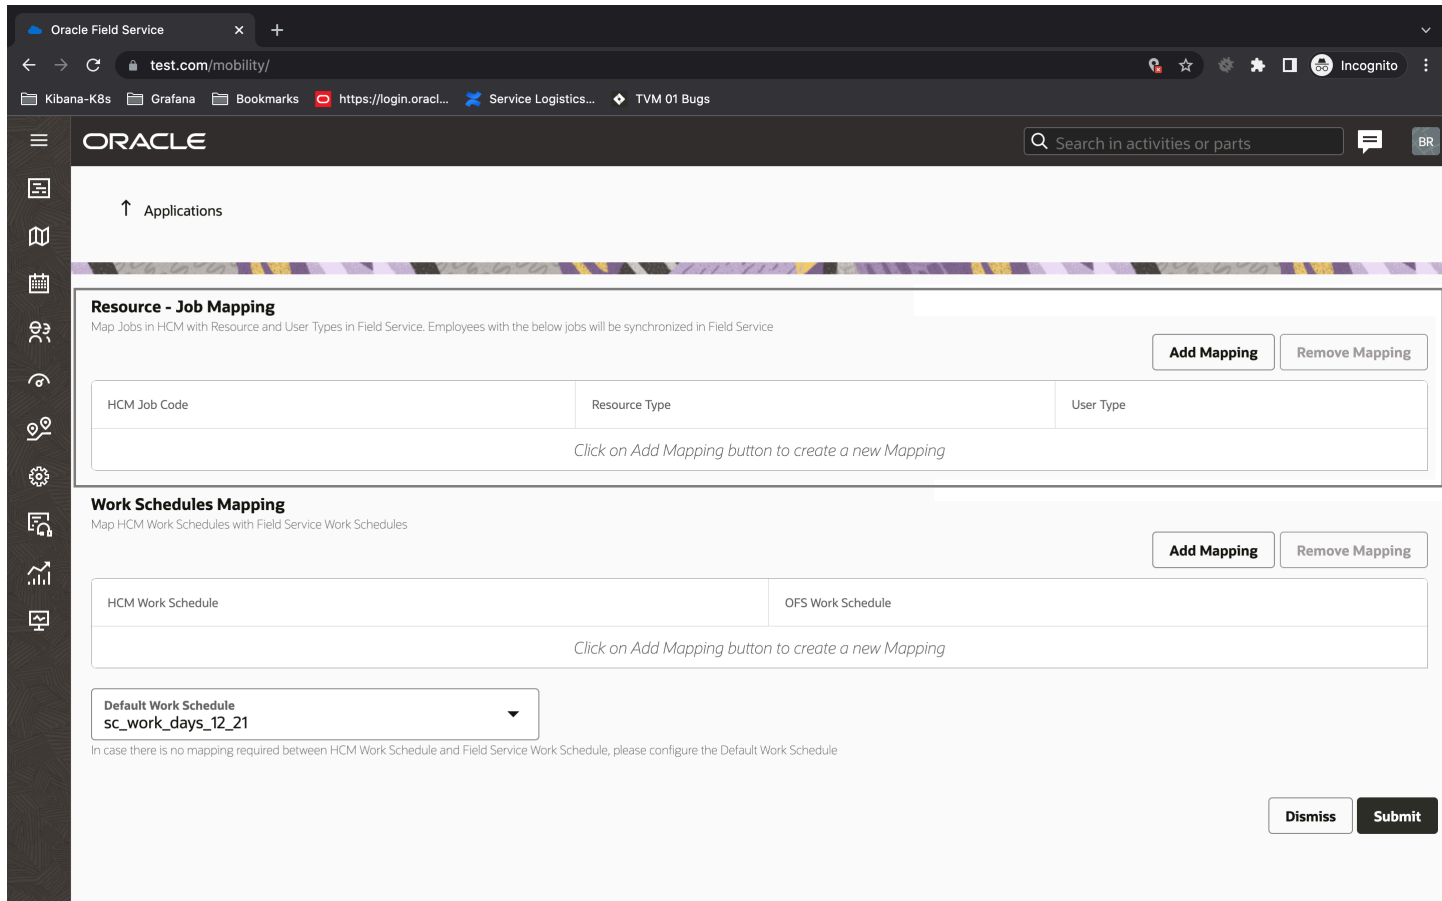 Oracle Field Service
test.com/mobility/
Incognito
Kibana-K8s Grafana Bookmarks https://login.oracl... Service Logistics... TVM 01 Bugs
ORACLE
Search in activities or parts
BR
Applications
Resource - Job Mapping
Map Jobs in HCM with Resource and User Types in Field Service. Employees with the below jobs will be synchronized in Field Service
Add Mapping Remove Mapping
HCM Job Code Resource Type User Type
Click on Add Mapping button to create a new Mapping
Work Schedules Mapping
Map HCM Work Schedules with Field Service Work Schedules
Add Mapping Remove Mapping
HCM Work Schedule OFS Work Schedule
Click on Add Mapping button to create a new Mapping
Default Work Schedule
sc_work_days_12_21
In case there is no mapping required between HCM Work Schedule and Field Service Work Schedule, please configure the Default Work Schedule
Dismiss Submit